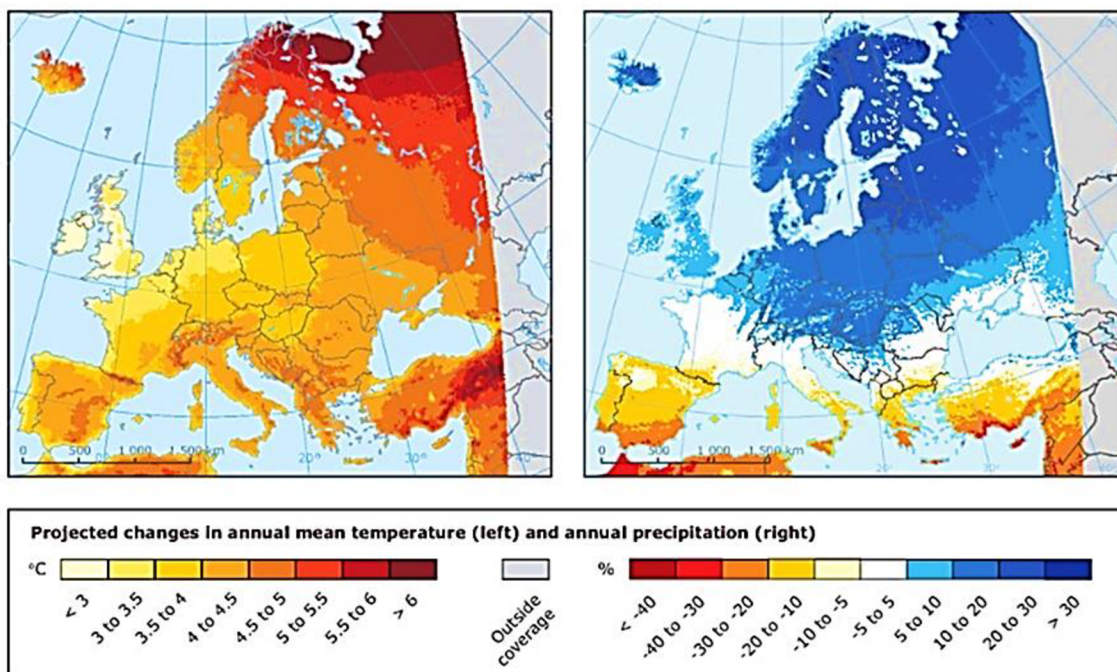 0 500 1 000 1 500 km
20° 30° 40°
0 500 1 000 1 500 km
20° 30°
Projected changes in annual mean temperature (left) and annual precipitation (right)
°C
< 3
3 to 3.5
3.5 to 4
4 to 4.5
4.5 to 5
5 to 5.5
5.5 to 6
> 6
Outside
coverage
%
< -40
-40 to -30
-30 to -20
-20 to -10
-10 to -5
-5 to 5
5 to 10
10 to 20
20 to 30
> 30